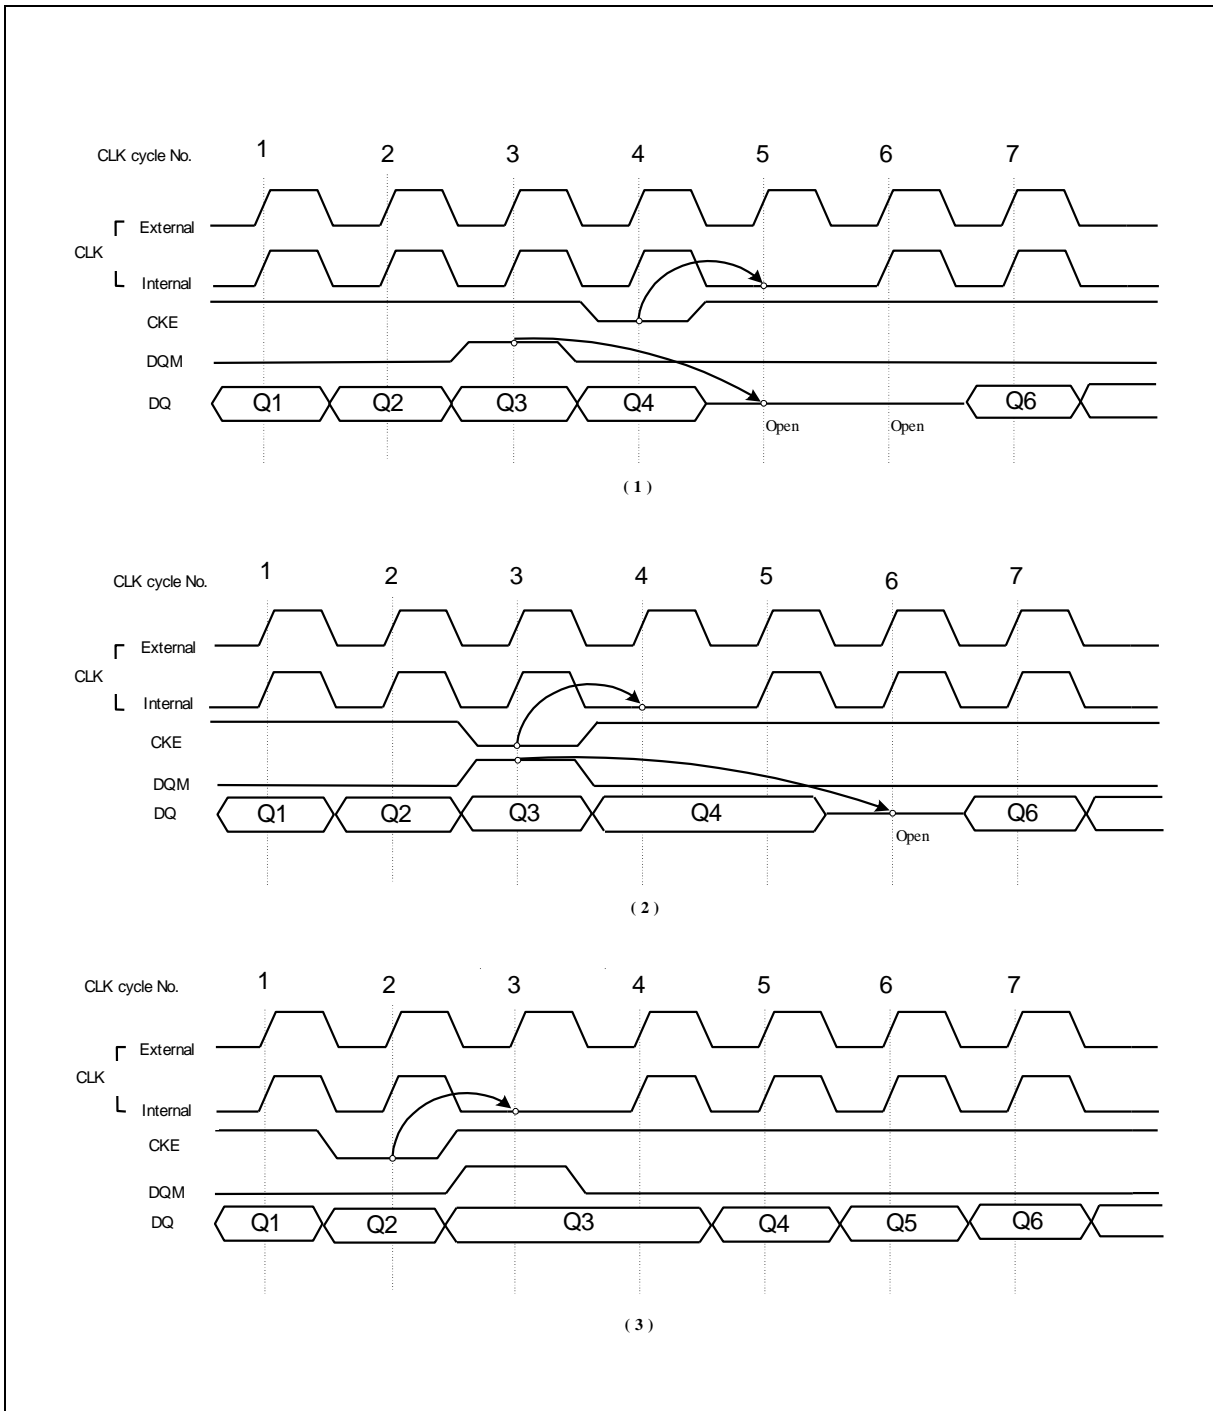 CLK cycle No. 1 2 3 4 5 6 7
External
CLK
Internal
CKE
DQM
DQ Q1 Q2 Q3 Q4 Q6
Open Open
( 1 )
CLK cycle No. 1 2 3 4 5 6 7
External
CLK
Internal
CKE
DQM
DQ Q1 Q2 Q3 Q4 Q6
Open
( 2 )
CLK cycle No. 1 2 3 4 5 6 7
External
CLK
Internal
CKE
DQM
DQ Q1 Q2 Q3 Q4 Q5 Q6
( 3 )